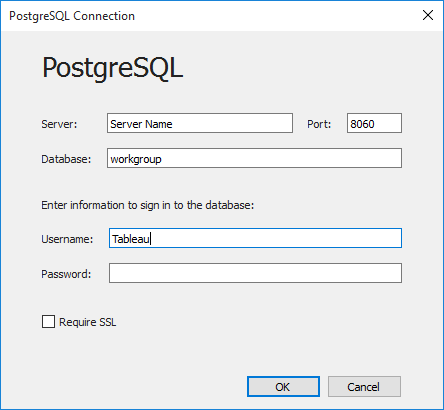 PostgreSQL Connection
PostgreSQL
Server: Server Name Port: 8060
Database: workgroup
Enter information to sign in to the database:
Username: Tableau
Password:
Require SSL
OK Cancel